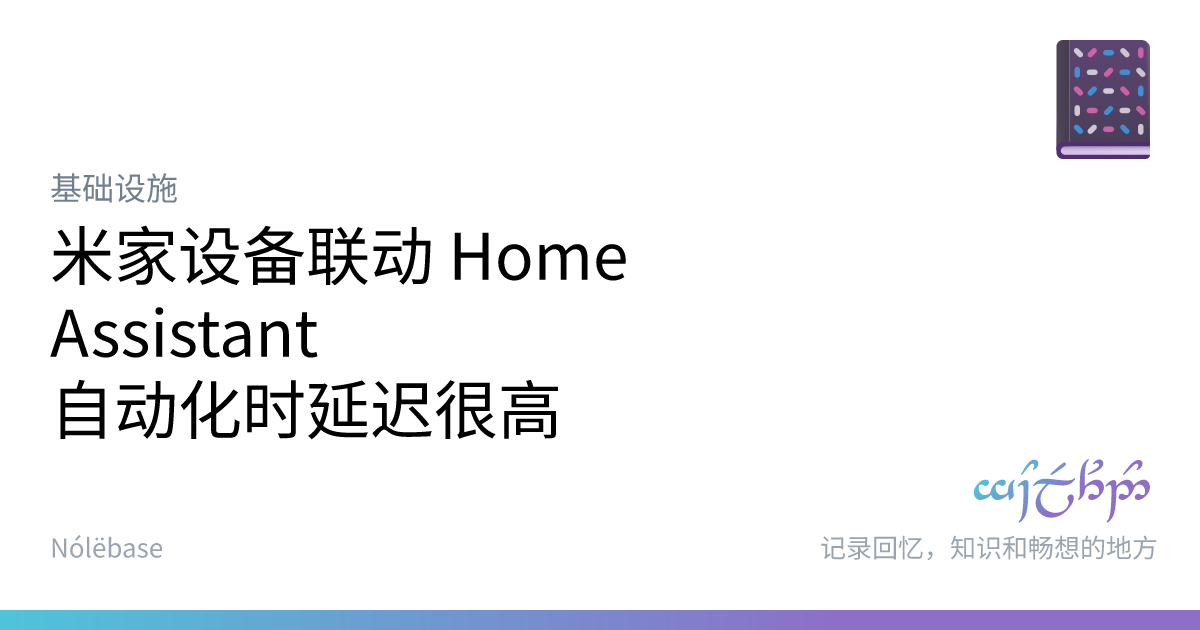 基础设施
米家设备联动 Home
Assistant
自动化时延迟很高
Nólëbase
记录回忆，知识和畅想的地方